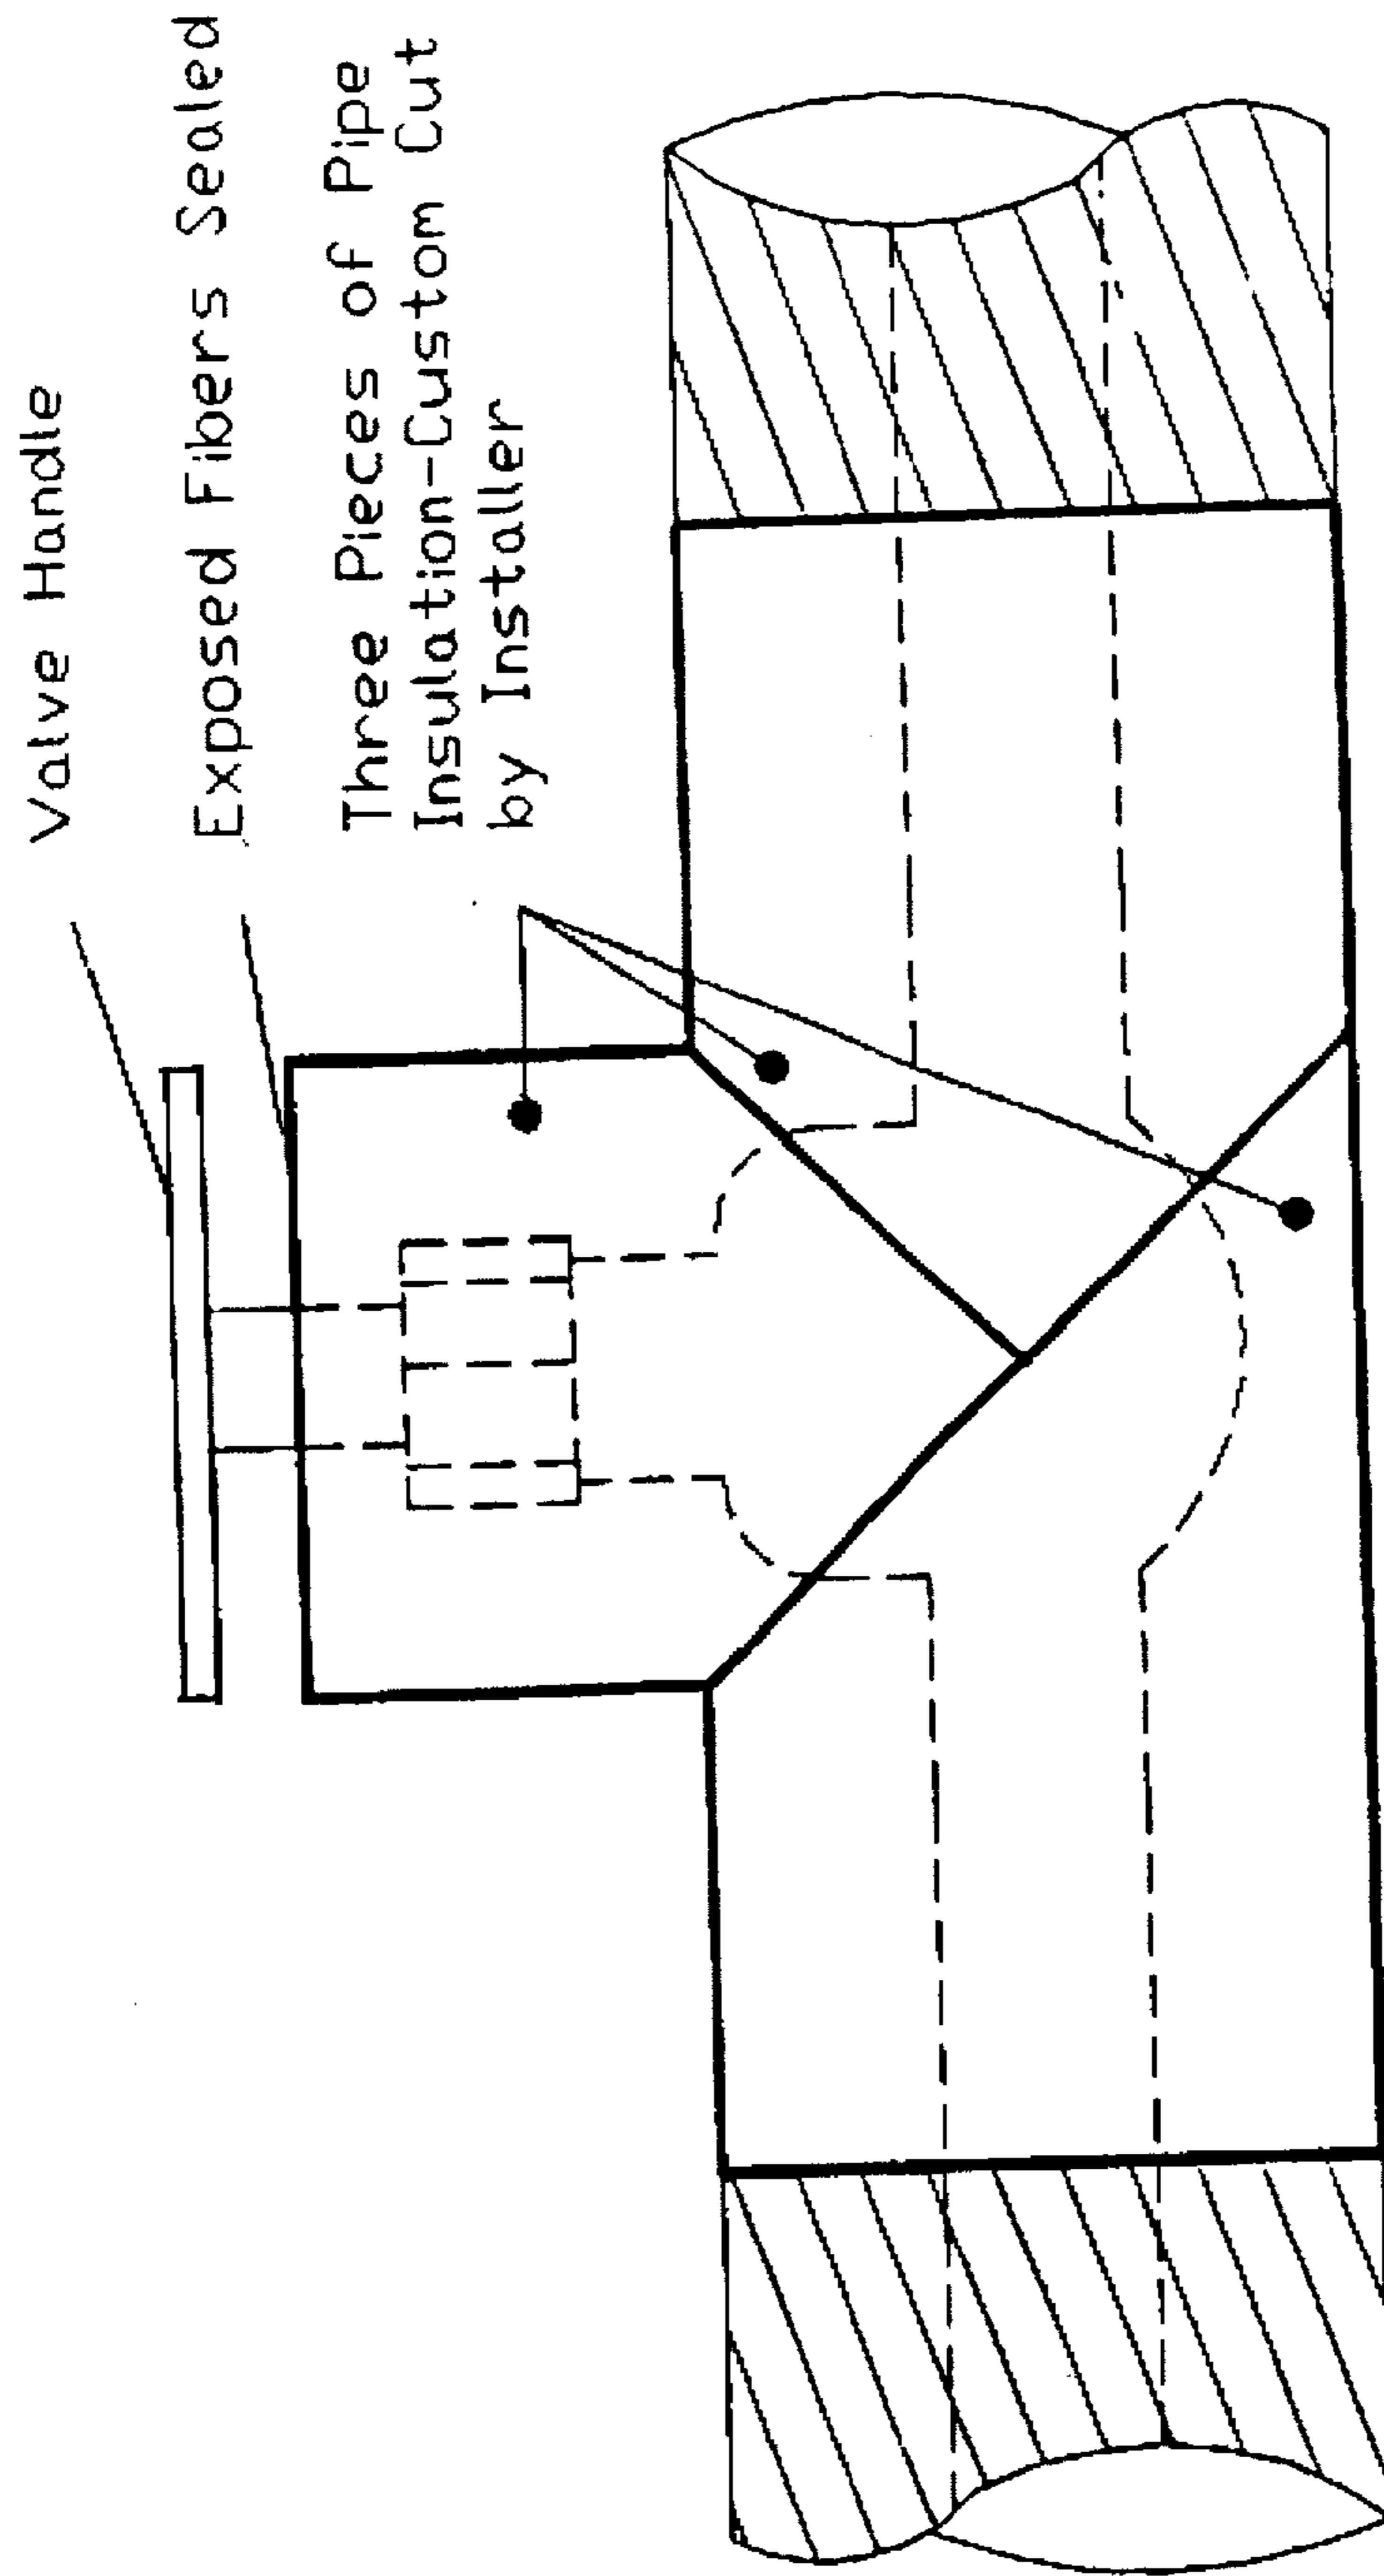 Valve Handle
Exposed Fibers Sealed
Three Pieces of Pipe
Insulation-Custom Cut
by Installer